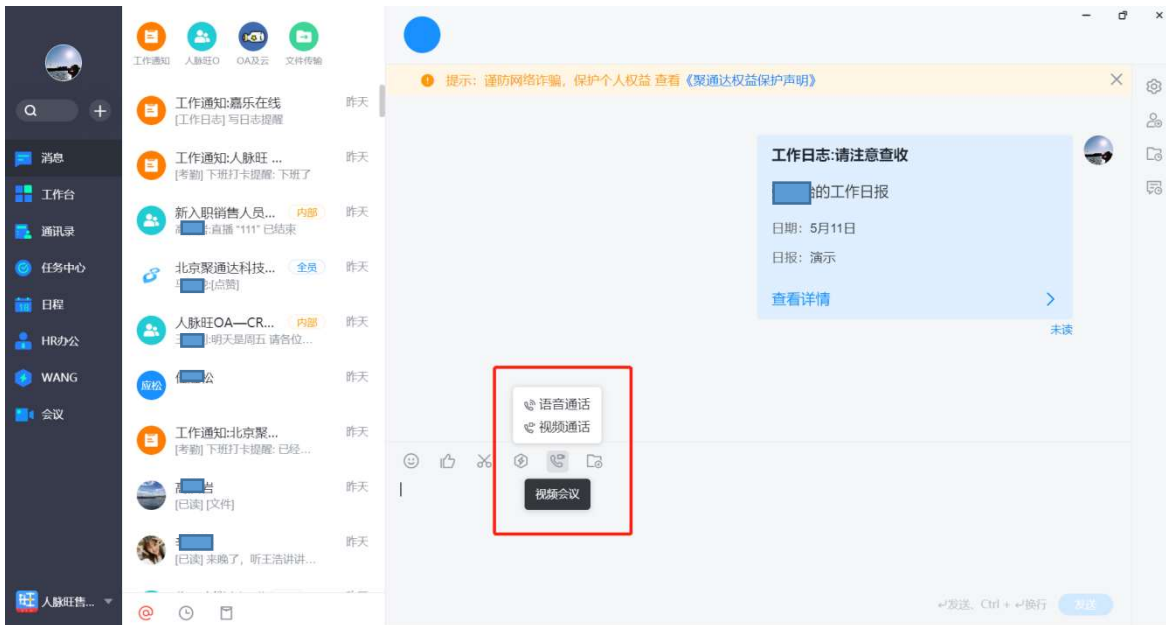 工作通知
人脉旺O
OA及云
文件传输
消息
工作台
通讯录
任务中心
日程
HR办公
WANG
会议
人脉旺售...
工作通知:嘉乐在线
昨天
[工作日志] 写日志提醒
工作通知:人脉旺 ...
昨天
[考勤] 下班打卡提醒: 下班了
新入职销售人员...
内部
昨天
:直播 "111" 已结束
北京聚通达科技...
全员
昨天
:[点赞]
人脉旺OA—CR...
内部
昨天
:明天是周五 请各位...
应松
松
昨天
工作通知:北京聚...
昨天
[考勤] 下班打卡提醒: 已经...
岩
昨天
[已读] [文件]
昨天
[已读] 来晚了，听王浩讲讲...
提示：谨防网络诈骗，保护个人权益 查看《聚通达权益保护声明》
工作日志:请注意查收
的工作日报
日期：5月11日
日报：演示
查看详情
未读
语音通话
视频通话
视频会议
↵发送、Ctrl + ↵换行
发送